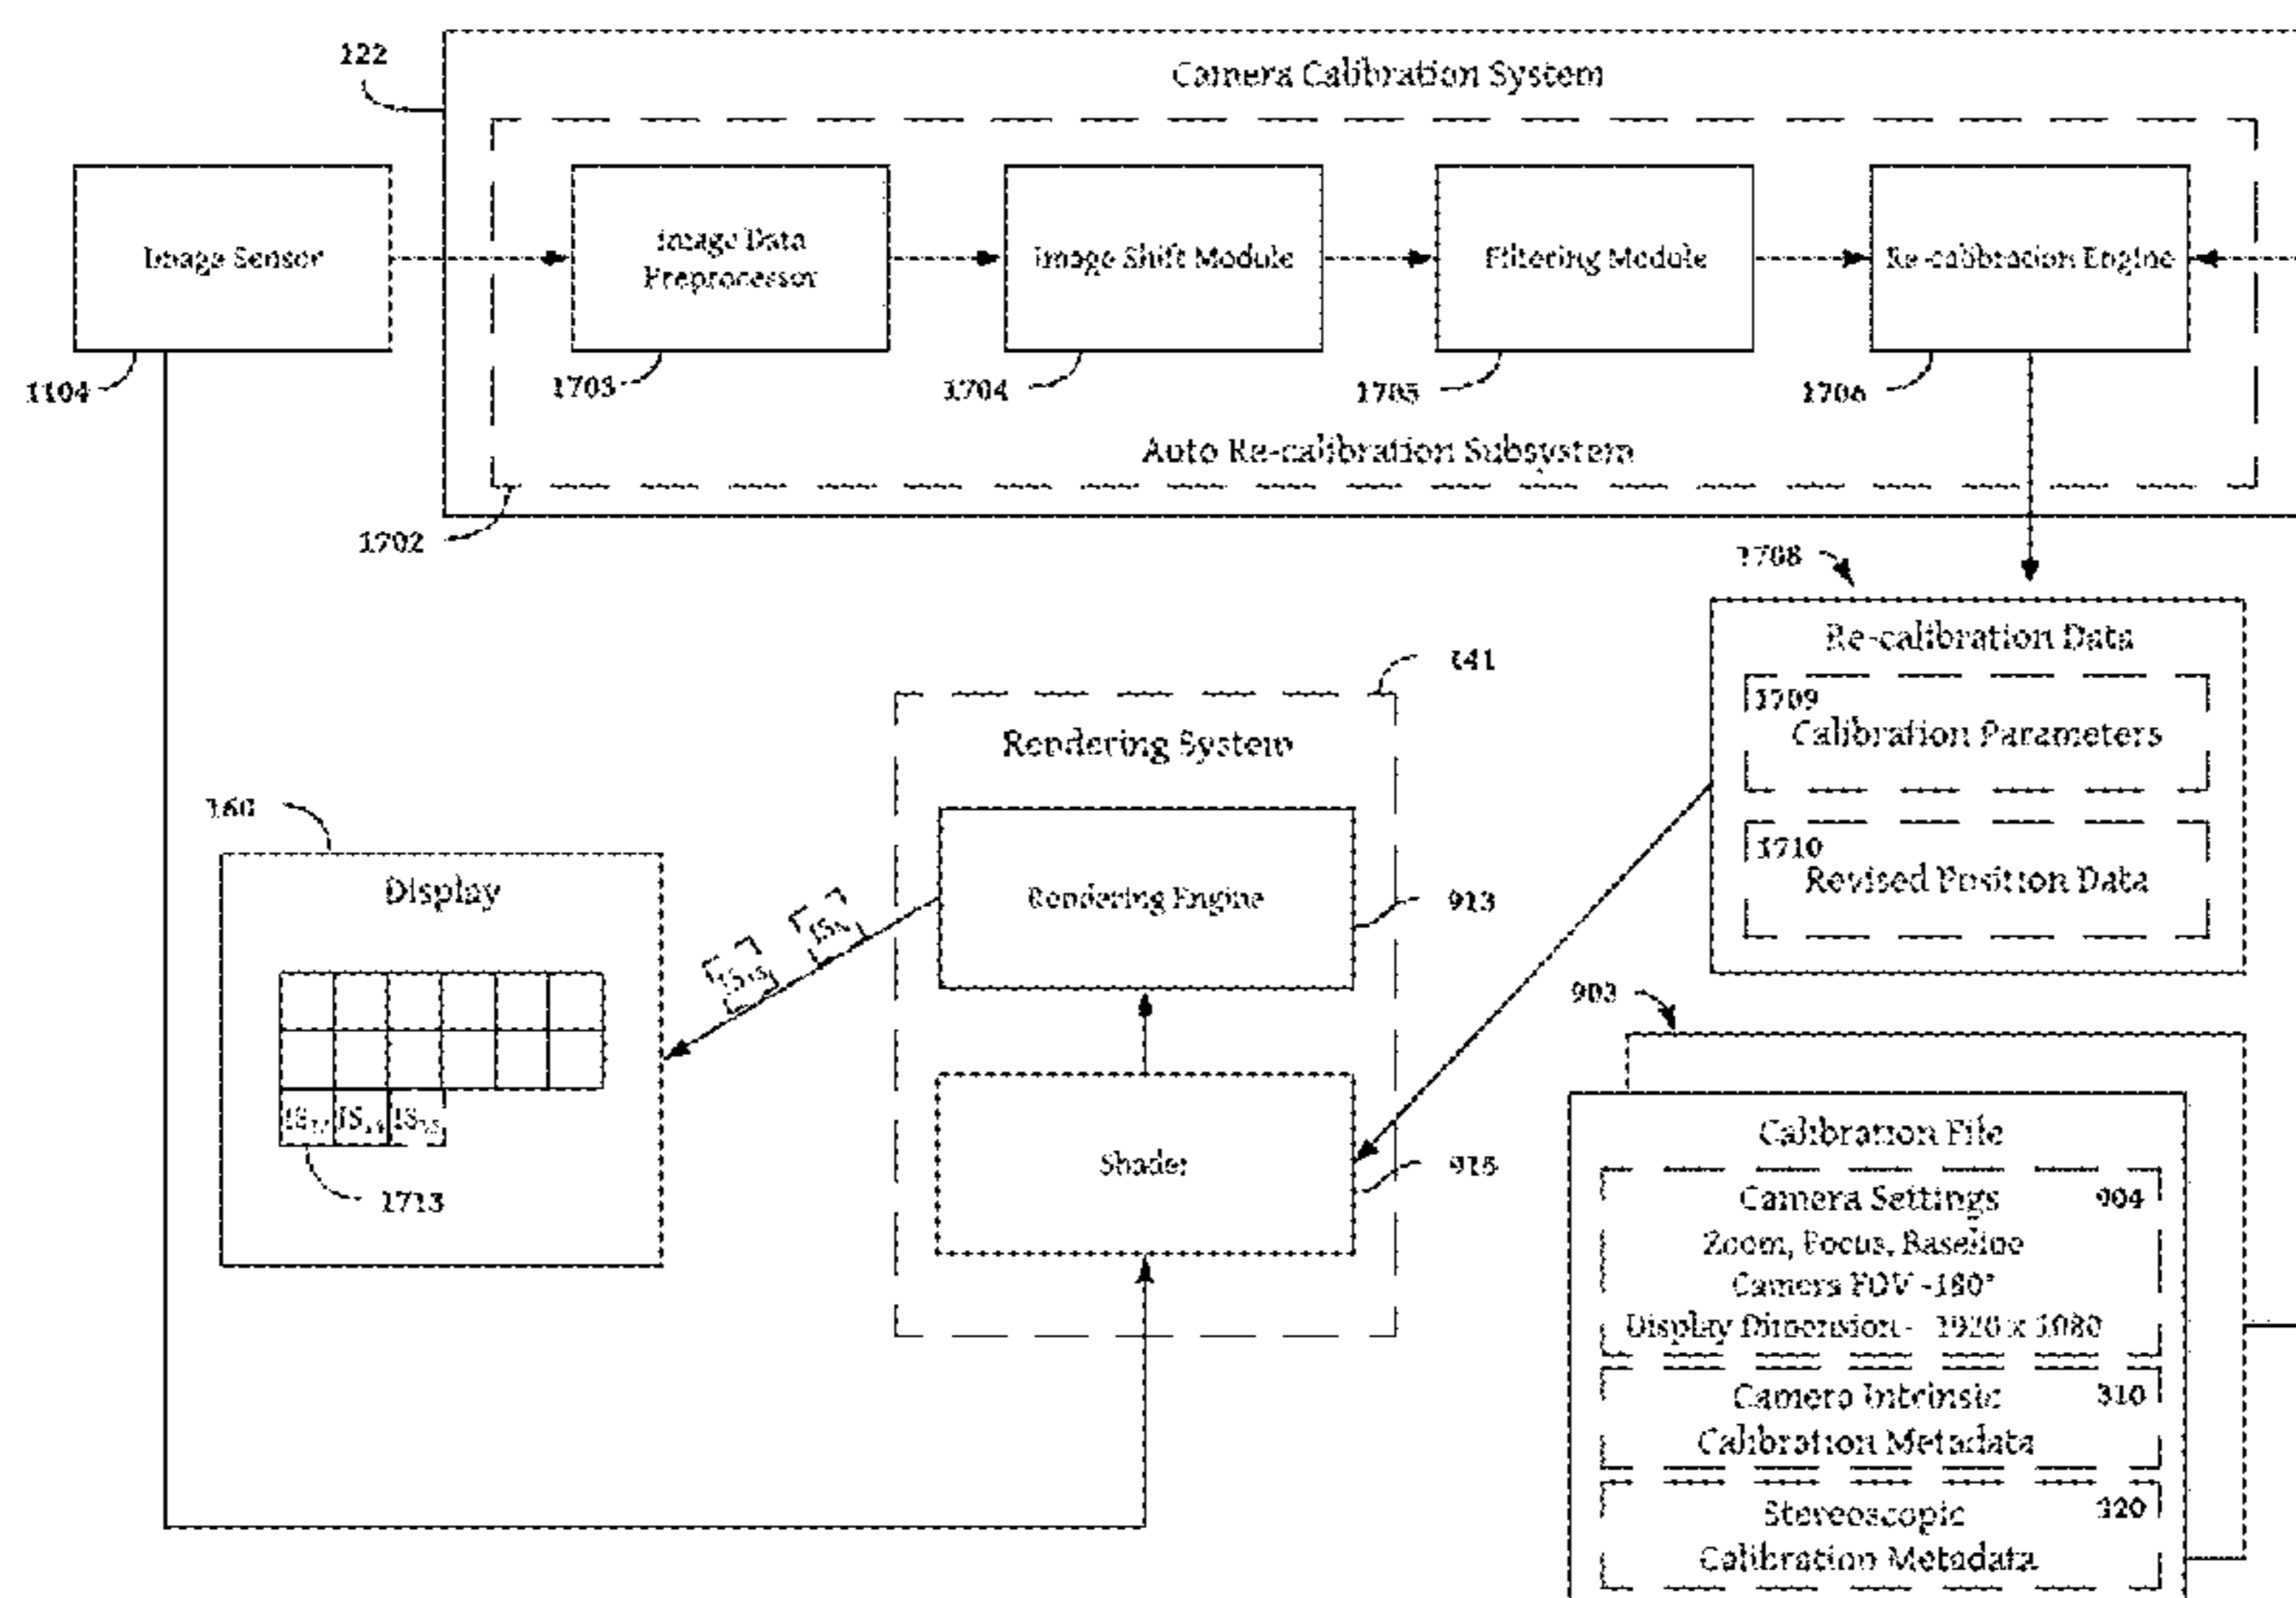 122
Camera Calibration System
Image Sensor
Image Data
Preprocessor
Image Shift Module
Filtering Module
Re-calibration Engine
1104
1703
1704
1705
1706
Auto Re-calibration Subsystem
1702
1708
Re-calibration Data
1709
Calibration Parameters
1710
Revised Position Data
141
Rendering System
Rendering Engine
913
Shader
915
160
Display
1713
903
Calibration File
Camera Settings
904
Zoom, Focus, Baseline
Camera FOV -180°
Display Dimension- 1920 x 1080
Camera Intrinsic
310
Calibration Metadata
Stereoscopic
320
Calibration Metadata